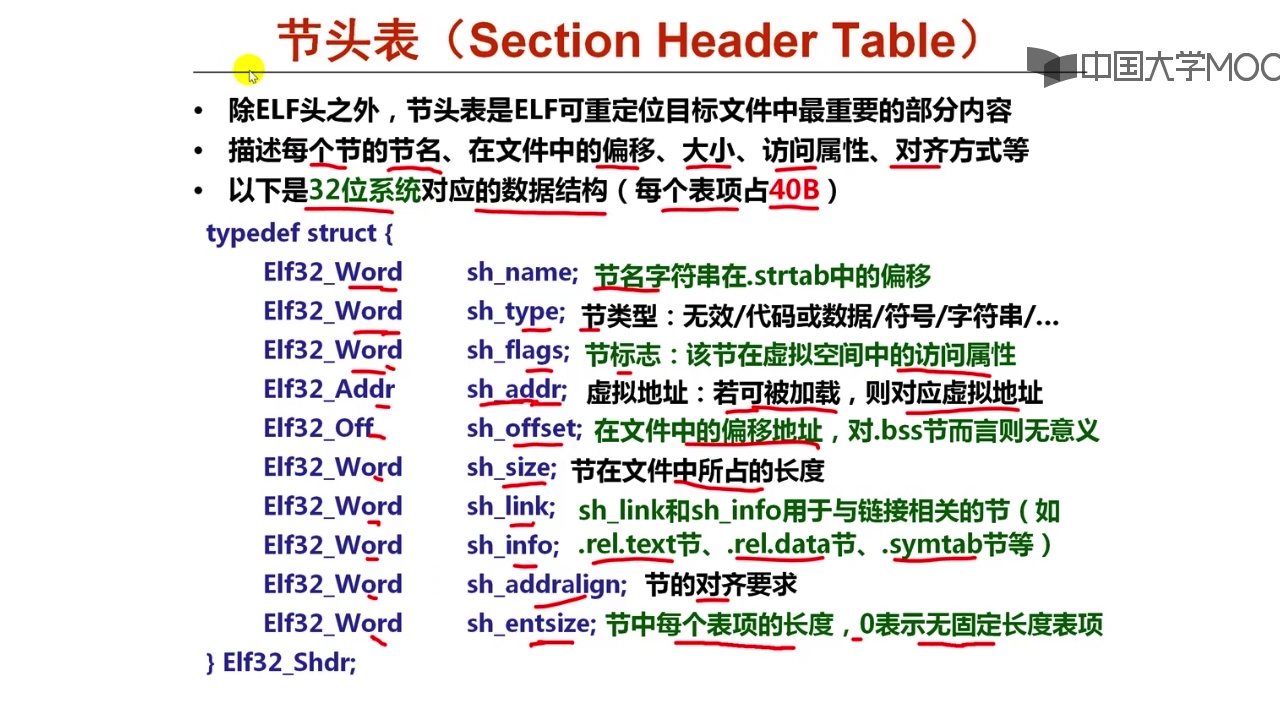 节头表（Section Header Table）
中国大学MOO
• 除ELF头之外，节头表是ELF可重定位目标文件中最重要的部分内容
• 描述每个节的节名、在文件中的偏移、大小、访问属性、对齐方式等
• 以下是32位系统对应的数据结构（每个表项占40B）
typedef struct {
Elf32_Word sh_name; 节名字符串在.strtab中的偏移
Elf32_Word sh_type; 节类型：无效/代码或数据/符号/字符串/...
Elf32_Word sh_flags; 节标志：该节在虚拟空间中的访问属性
Elf32_Addr sh_addr; 虚拟地址：若可被加载，则对应虚拟地址
Elf32_Off sh_offset; 在文件中的偏移地址，对.bss节而言则无意义
Elf32_Word sh_size; 节在文件中所占的长度
Elf32_Word sh_link; sh_link和sh_info用于与链接相关的节（如
Elf32_Word sh_info; .rel.text节、.rel.data节、.symtab节等）
Elf32_Word sh_addralign; 节的对齐要求
Elf32_Word sh_entsize; 节中每个表项的长度，0表示无固定长度表项
} Elf32_Shdr;